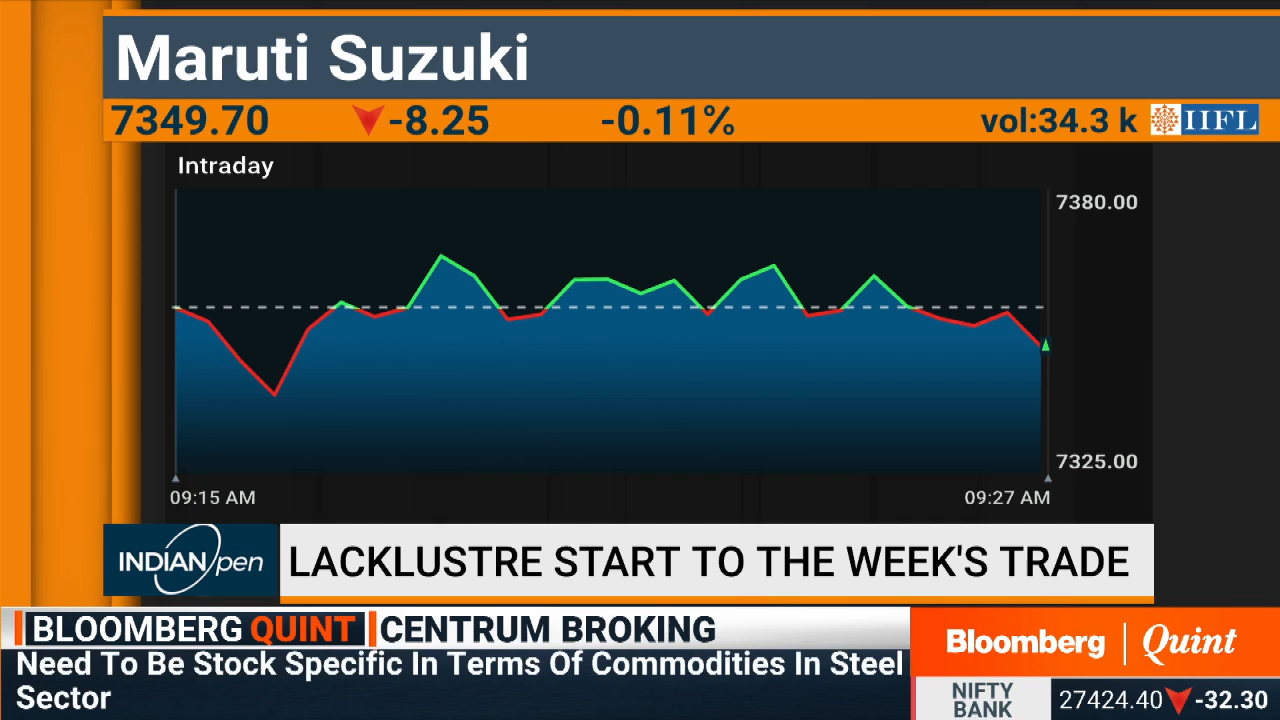 Maruti Suzuki
7349.70 -8.25 -0.11% vol:34.3 k IIFL
Intraday
7380.00
7325.00
09:15 AM 09:27 AM
INDIAN Open LACKLUSTRE START TO THE WEEK'S TRADE
BLOOMBERG QUINT CENTRUM BROKING
Need To Be Stock Specific In Terms Of Commodities In Steel
Sector
Bloomberg | Quint
NIFTY
BANK
27424.40 -32.30